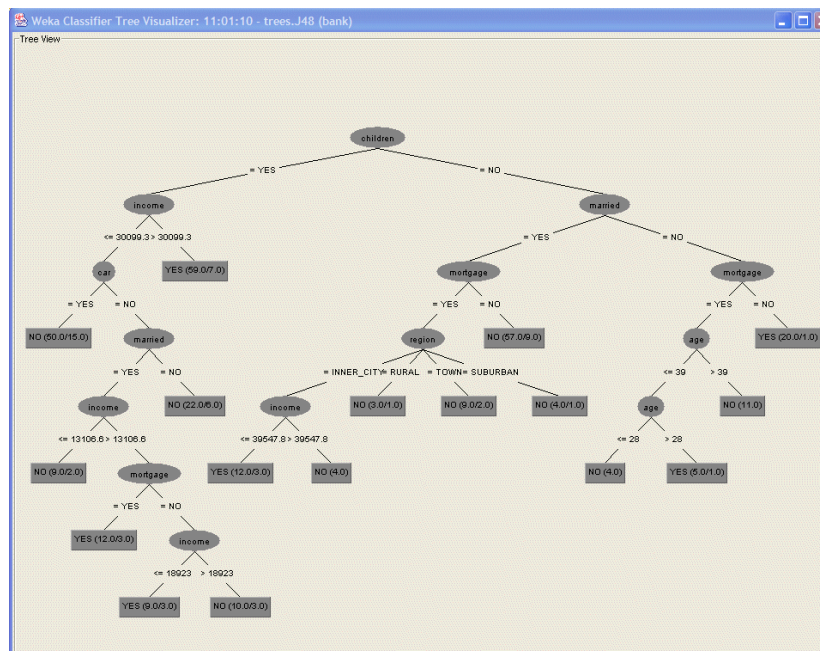 Weka Classifier Tree Visualizer: 11:01:10 - trees.J48 (bank)
Tree View
children
= YES = NO
income married
<= 30099.3 > 30099.3 = YES = NO
car YES (59.0/7.0) mortgage mortgage
= YES = NO = YES = NO = YES = NO
NO (50.0/15.0) married region NO (57.0/9.0) age YES (20.0/1.0)
= YES = NO = INNER_CITY = RURAL = TOWN = SUBURBAN <= 39 > 39
income NO (22.0/6.0) income NO (3.0/1.0) NO (9.0/2.0) NO (4.0/1.0) age NO (11.0)
<= 13106.6 > 13106.6 <= 39547.8 > 39547.8 <= 28 > 28
NO (9.0/2.0) mortgage YES (12.0/3.0) NO (4.0) NO (4.0) YES (5.0/1.0)
= YES = NO
YES (12.0/3.0) income
<= 18923 > 18923
YES (9.0/3.0) NO (10.0/3.0)